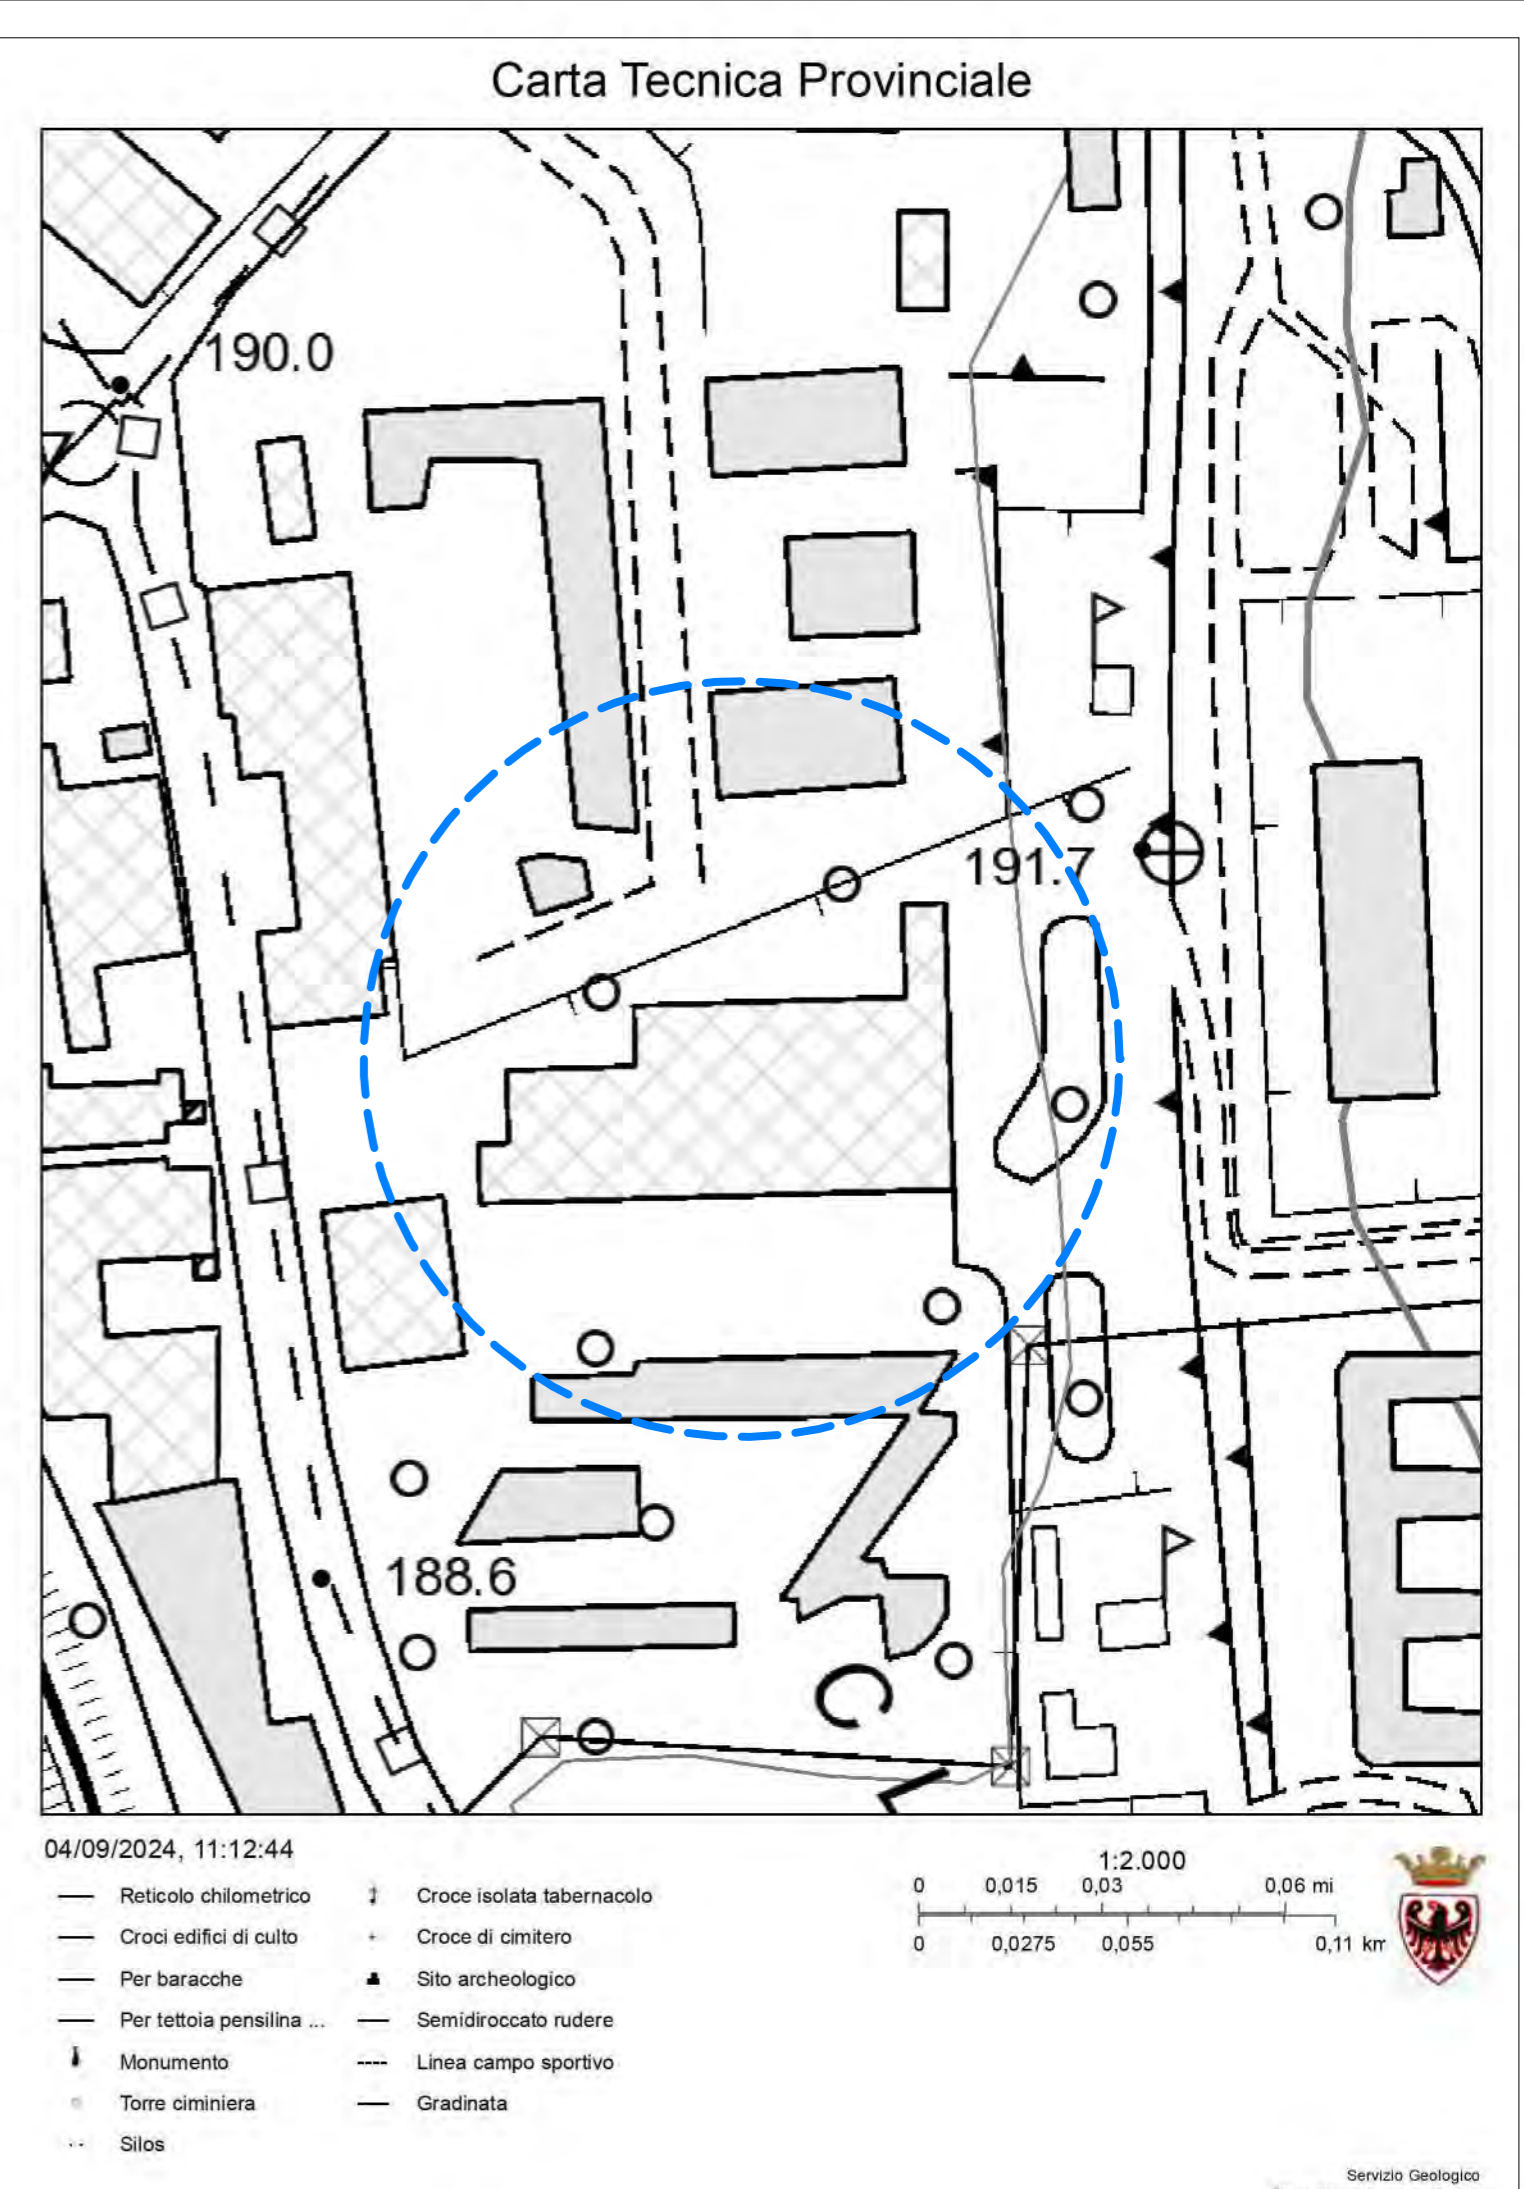 Carta Tecnica Provinciale
190.0
191.7
188.6
C
04/09/2024, 11:12:44
Reticolo chilometrico
Croci edifici di culto
Per baracche
Per tettoia pensilina ...
Monumento
Torre ciminiera
Silos
Croce isolata tabernacolo
Croce di cimitero
Sito archeologico
Semidiroccato rudere
Linea campo sportivo
Gradinata
1:2.000
0 0,015 0,03 0,06 mi
0 0,0275 0,055 0,11 km
Servizio Geologico